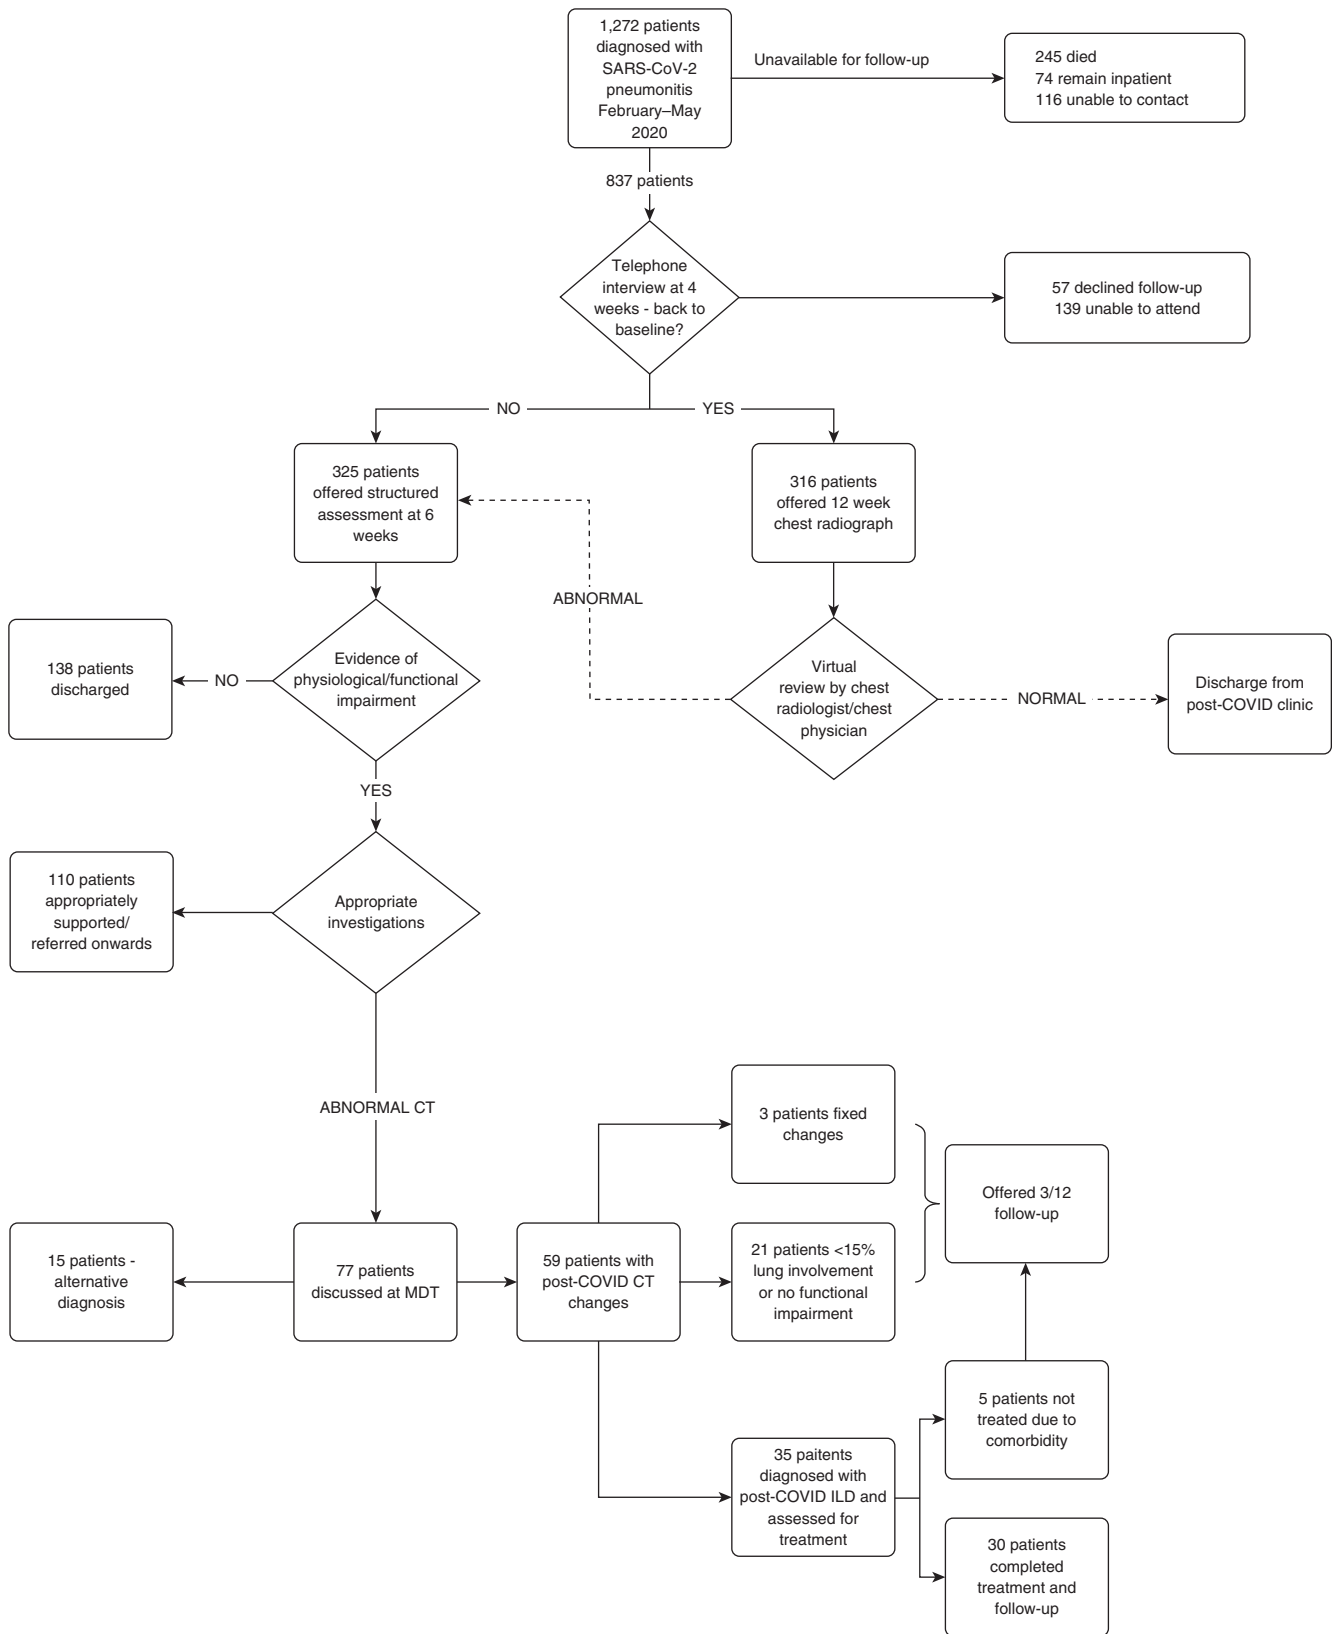 1,272 patients
diagnosed with
SARS-CoV-2
pneumonitis
February–May
2020
Unavailable for follow-up
245 died
74 remain inpatient
116 unable to contact
837 patients
Telephone
interview at 4
weeks - back to
baseline?
57 declined follow-up
139 unable to attend
NO
YES
325 patients
offered structured
assessment at 6
weeks
316 patients
offered 12 week
chest radiograph
ABNORMAL
138 patients
discharged
NO
Evidence of
physiological/functional
impairment
Virtual
review by chest
radiologist/chest
physician
NORMAL
Discharge from
post-COVID clinic
YES
110 patients
appropriately
supported/
referred onwards
Appropriate
investigations
ABNORMAL CT
3 patients fixed
changes
Offered 3/12
follow-up
15 patients -
alternative
diagnosis
77 patients
discussed at MDT
59 patients with
post-COVID CT
changes
21 patients <15%
lung involvement
or no functional
impairment
5 patients not
treated due to
comorbidity
35 paitents
diagnosed with
post-COVID ILD and
assessed for
treatment
30 patients
completed
treatment and
follow-up